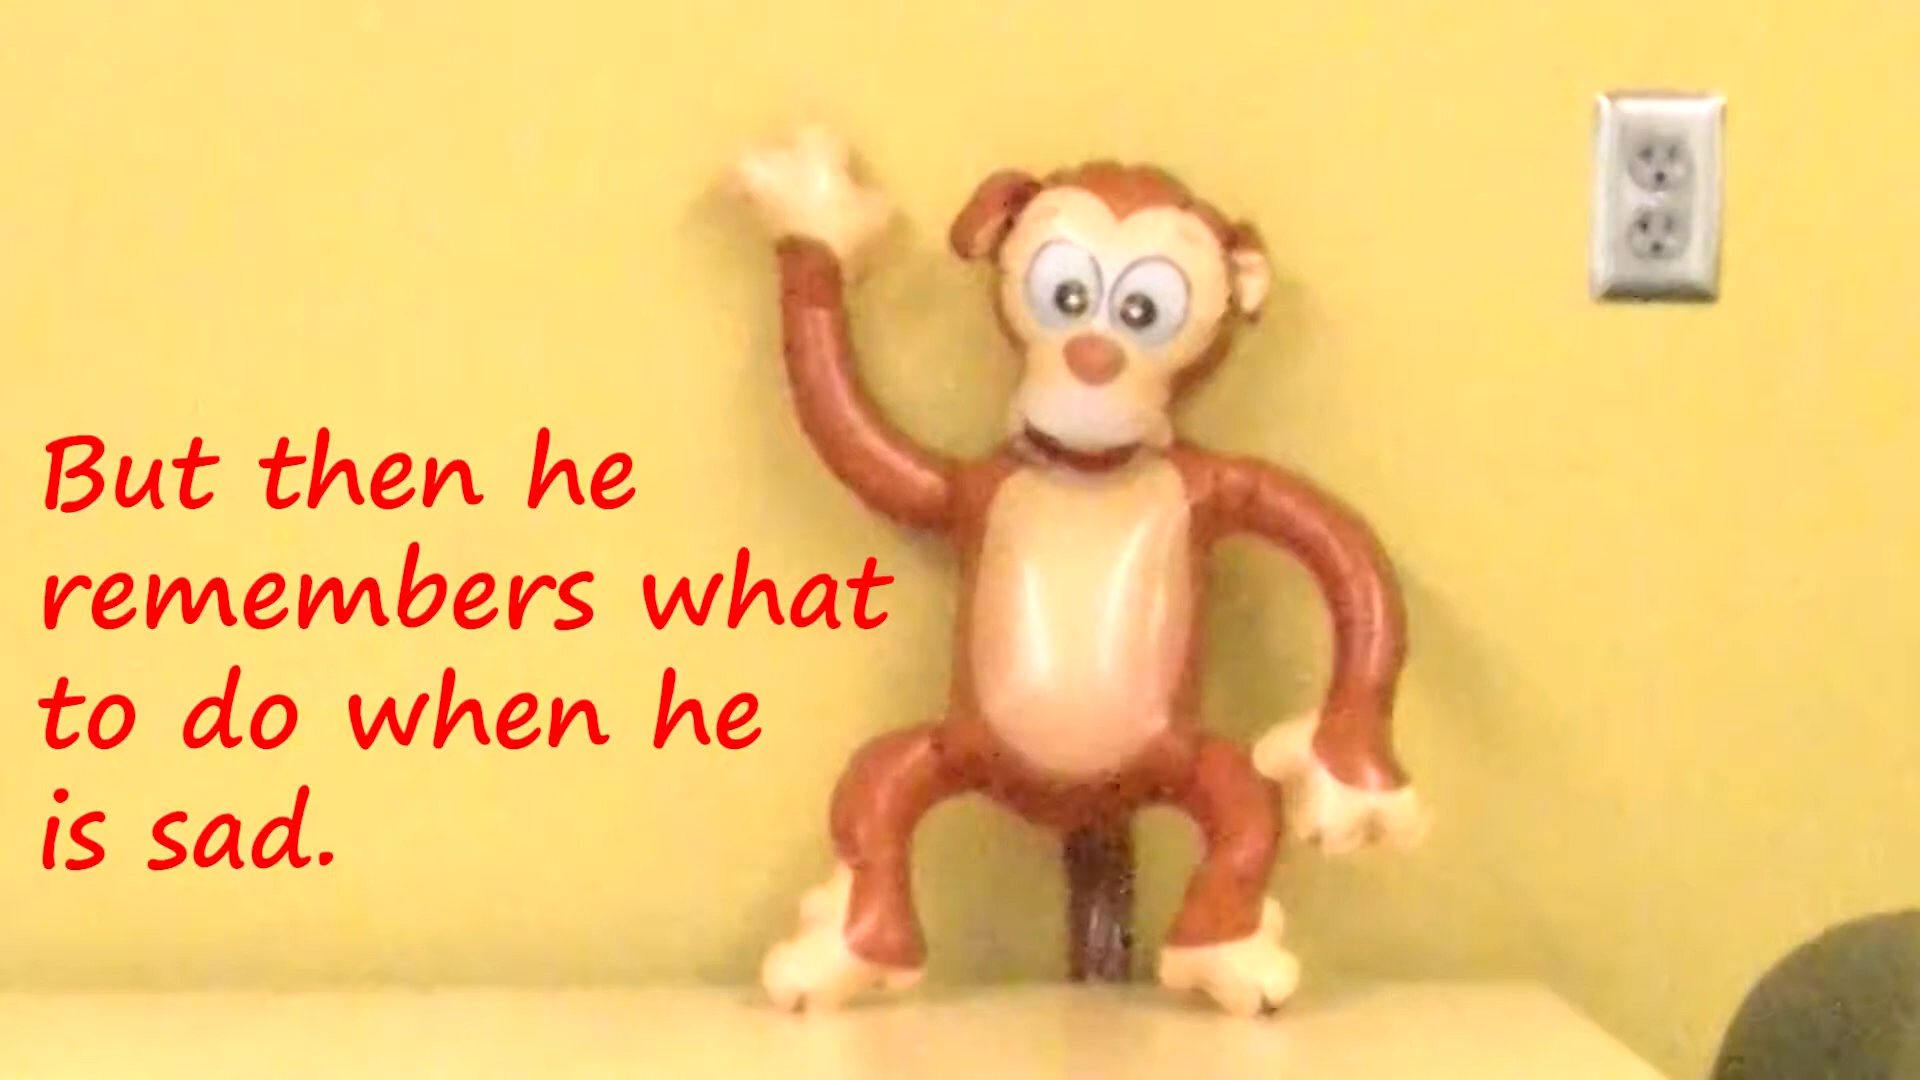 But then he
remembers what
to do when he
is sad.